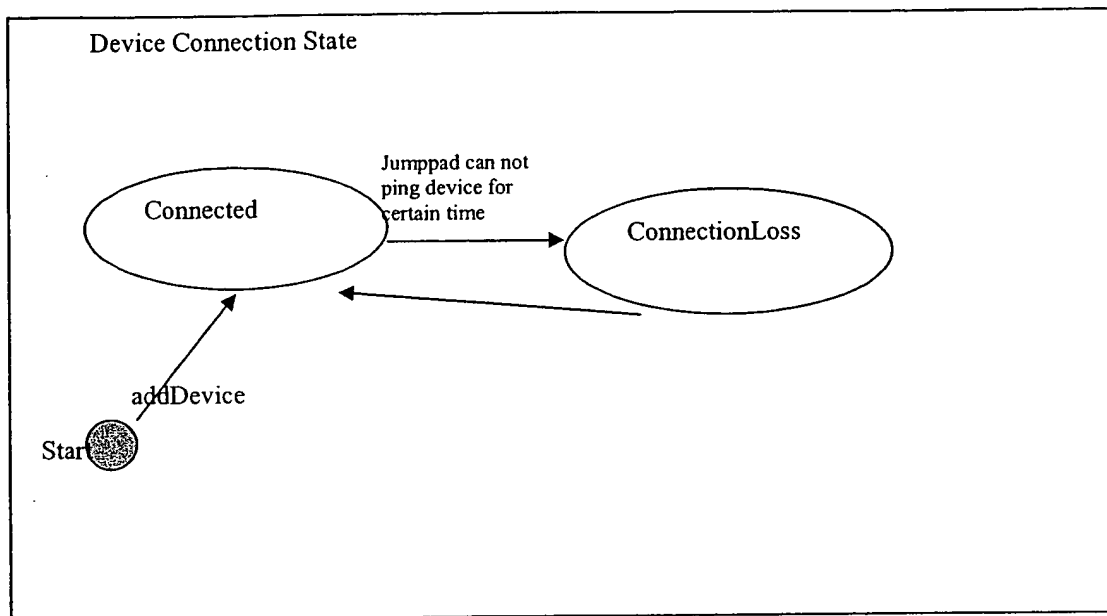 Device Connection State
Jumppad can not
ping device for
certain time
Connected
ConnectionLoss
addDevice
Start